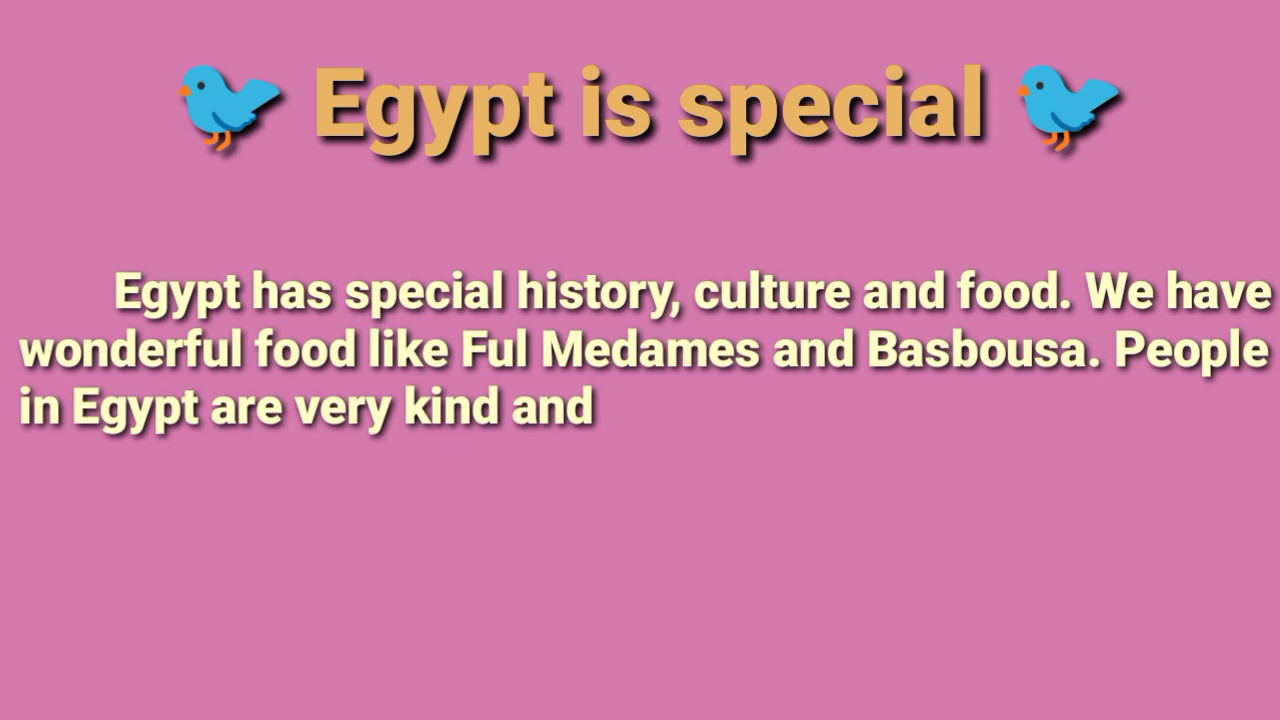 🐦 Egypt is special 🐦
Egypt has special history, culture and food. We have
wonderful food like Ful Medames and Basbousa. People
in Egypt are very kind and